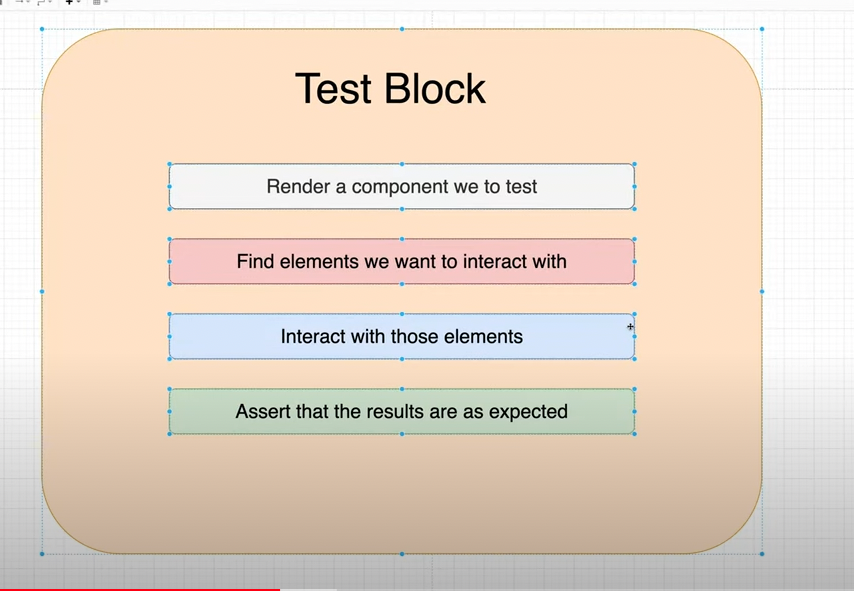 Test Block
Render a component we to test
Find elements we want to interact with
Interact with those elements
Assert that the results are as expected